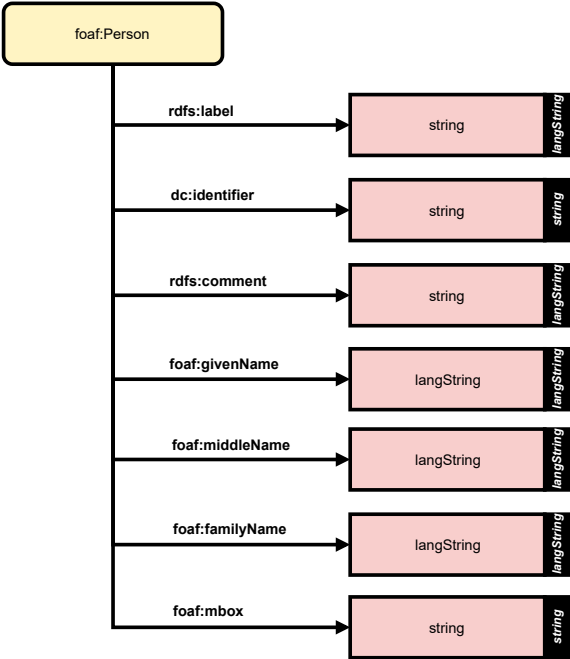 foaf:Person
rdfs:label
string
langString
dc:identifier
string
string
rdfs:comment
string
langString
foaf:givenName
langString
langString
foaf:middleName
langString
langString
foaf:familyName
langString
langString
foaf:mbox
string
string